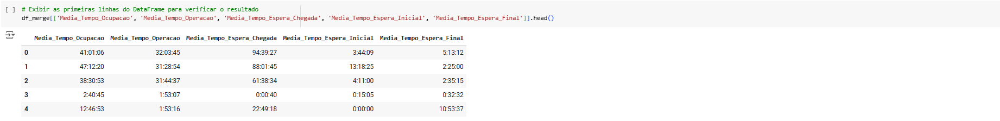 [ ] # Exibir as primeiras linhas do DataFrame para verificar o resultado
df_merge[['Media_Tempo_Ocupacao', 'Media_Tempo_Operacao', 'Media_Tempo_Espera_Chegada', 'Media_Tempo_Espera_Inicial', 'Media_Tempo_Espera_Final']].head()
Media_Tempo_Ocupacao Media_Tempo_Operacao Media_Tempo_Espera_Chegada Media_Tempo_Espera_Inicial Media_Tempo_Espera_Final
0 41:01:06 32:03:45 94:39:27 3:44:09 5:13:12
1 47:12:20 31:28:54 88:01:45 13:18:25 2:25:00
2 38:30:53 31:44:37 61:38:34 4:11:00 2:35:15
3 2:40:45 1:53:07 0:00:40 0:15:05 0:32:32
4 12:46:53 1:53:16 22:49:18 0:00:00 10:53:37